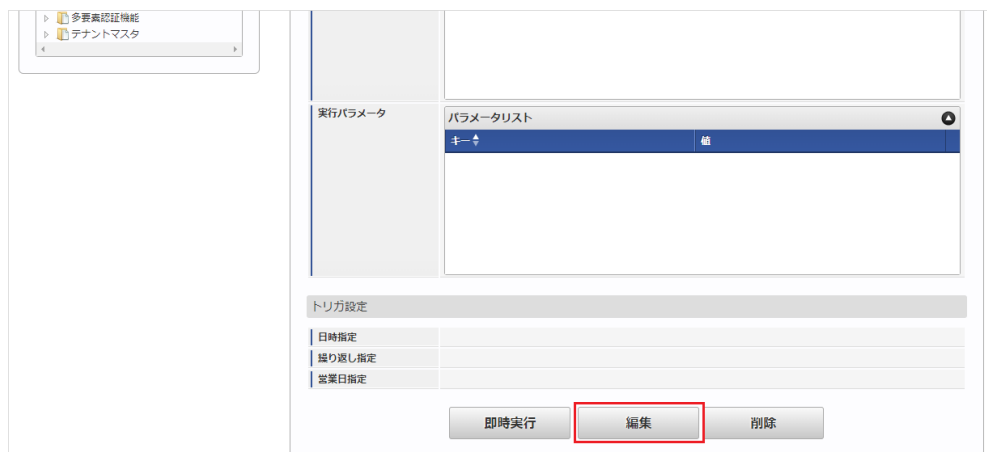 多要素認証機能
テナントマスタ
実行パラメータ
パラメータリスト
キー 値
トリガ設定
日時指定
繰り返し指定
営業日指定
即時実行 編集 削除